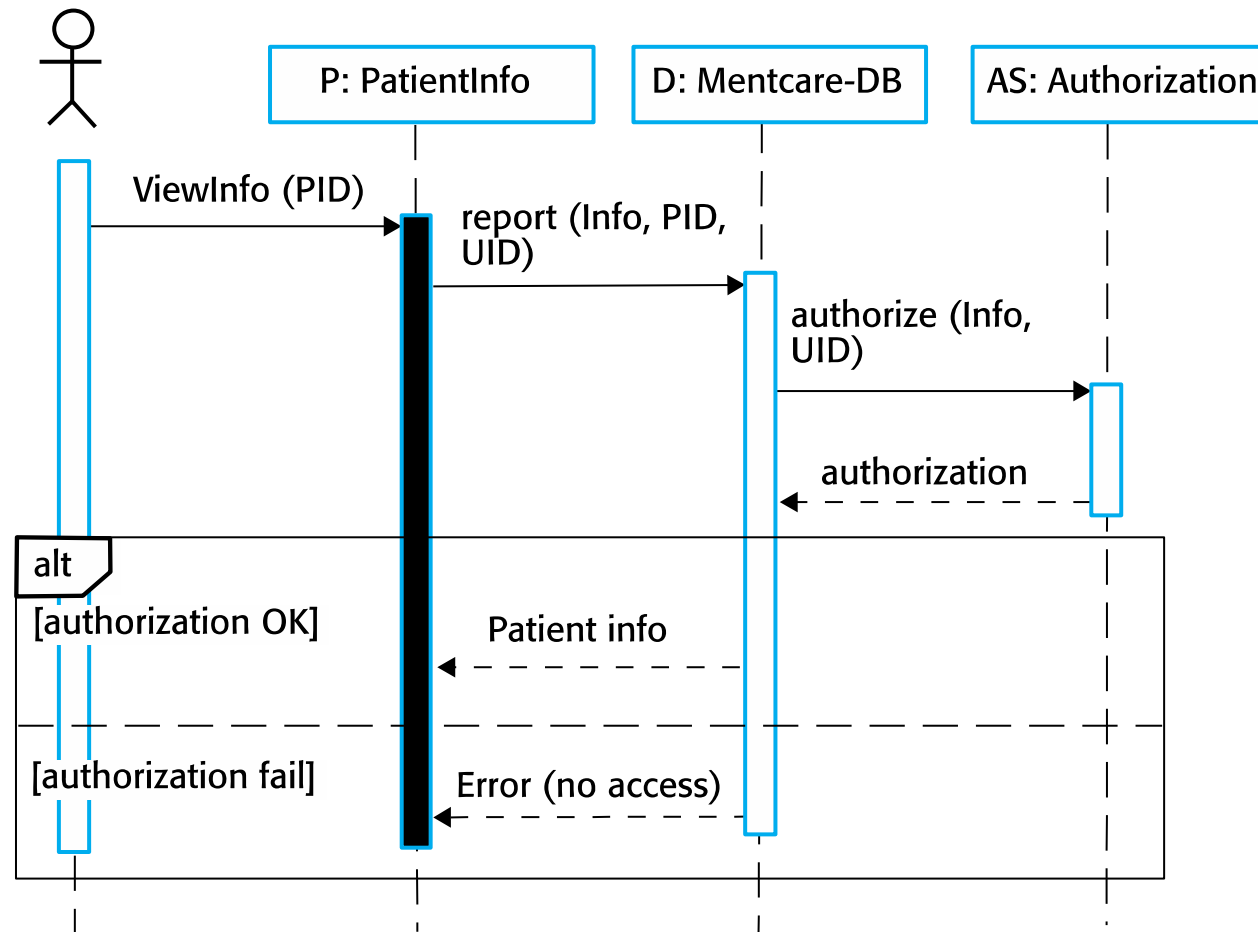 P: PatientInfo
D: Mentcare-DB
AS: Authorization
ViewInfo (PID)
report (Info, PID,
UID)
authorize (Info,
UID)
authorization
alt
[authorization OK]
Patient info
[authorization fail]
Error (no access)